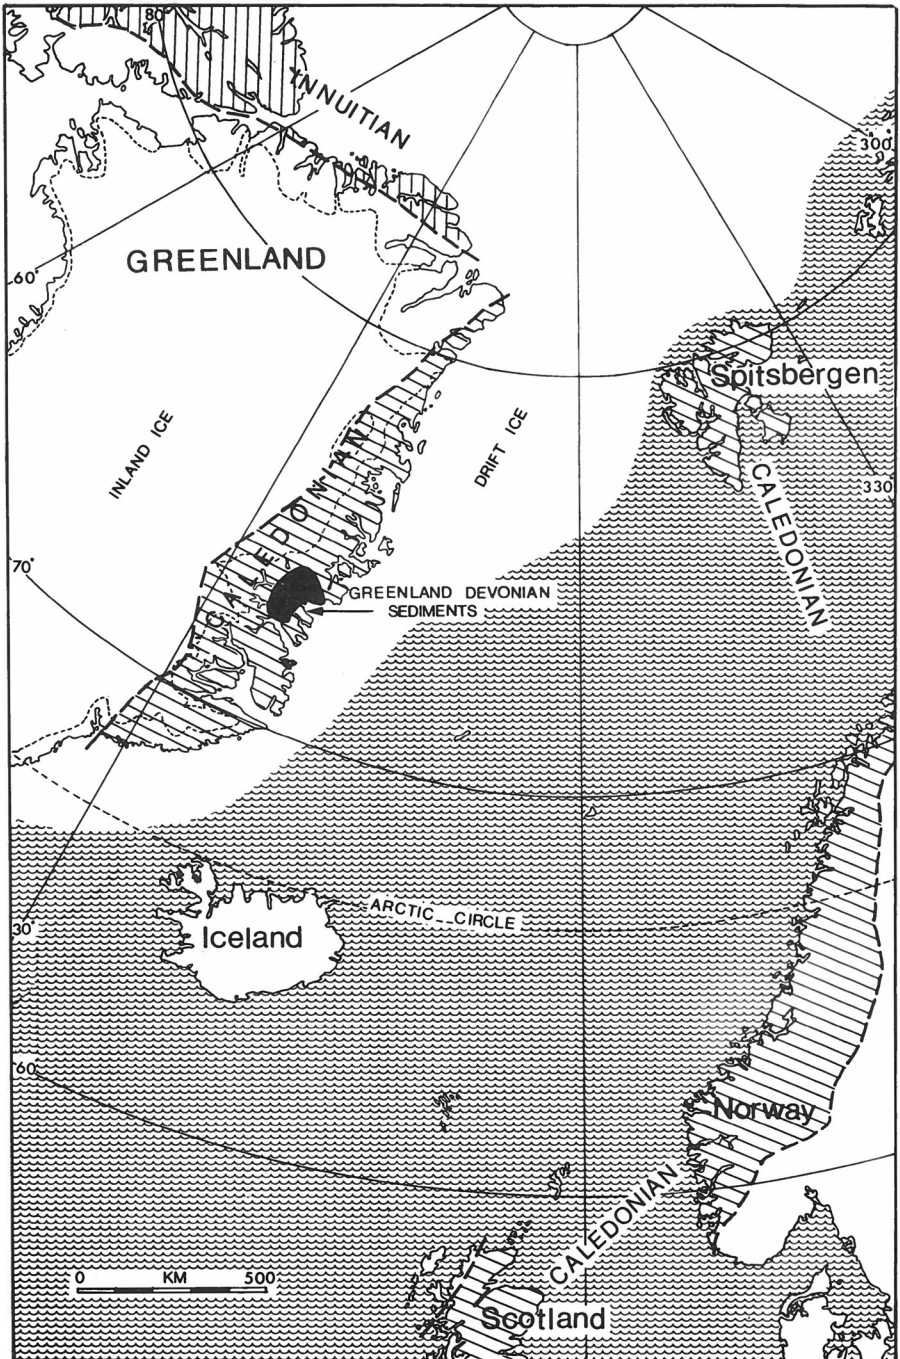 80°
INNUITIAN
300°
GREENLAND
60°
Spitsbergen
INLAND ICE
DRIFT ICE
CALEDONIAN
330
CALEDONIAN
70°
GREENLAND DEVONIAN
SEDIMENTS
ARCTIC CIRCLE
Iceland
30°
60°
Norway
CALEDONIAN
0 KM 500
Scotland